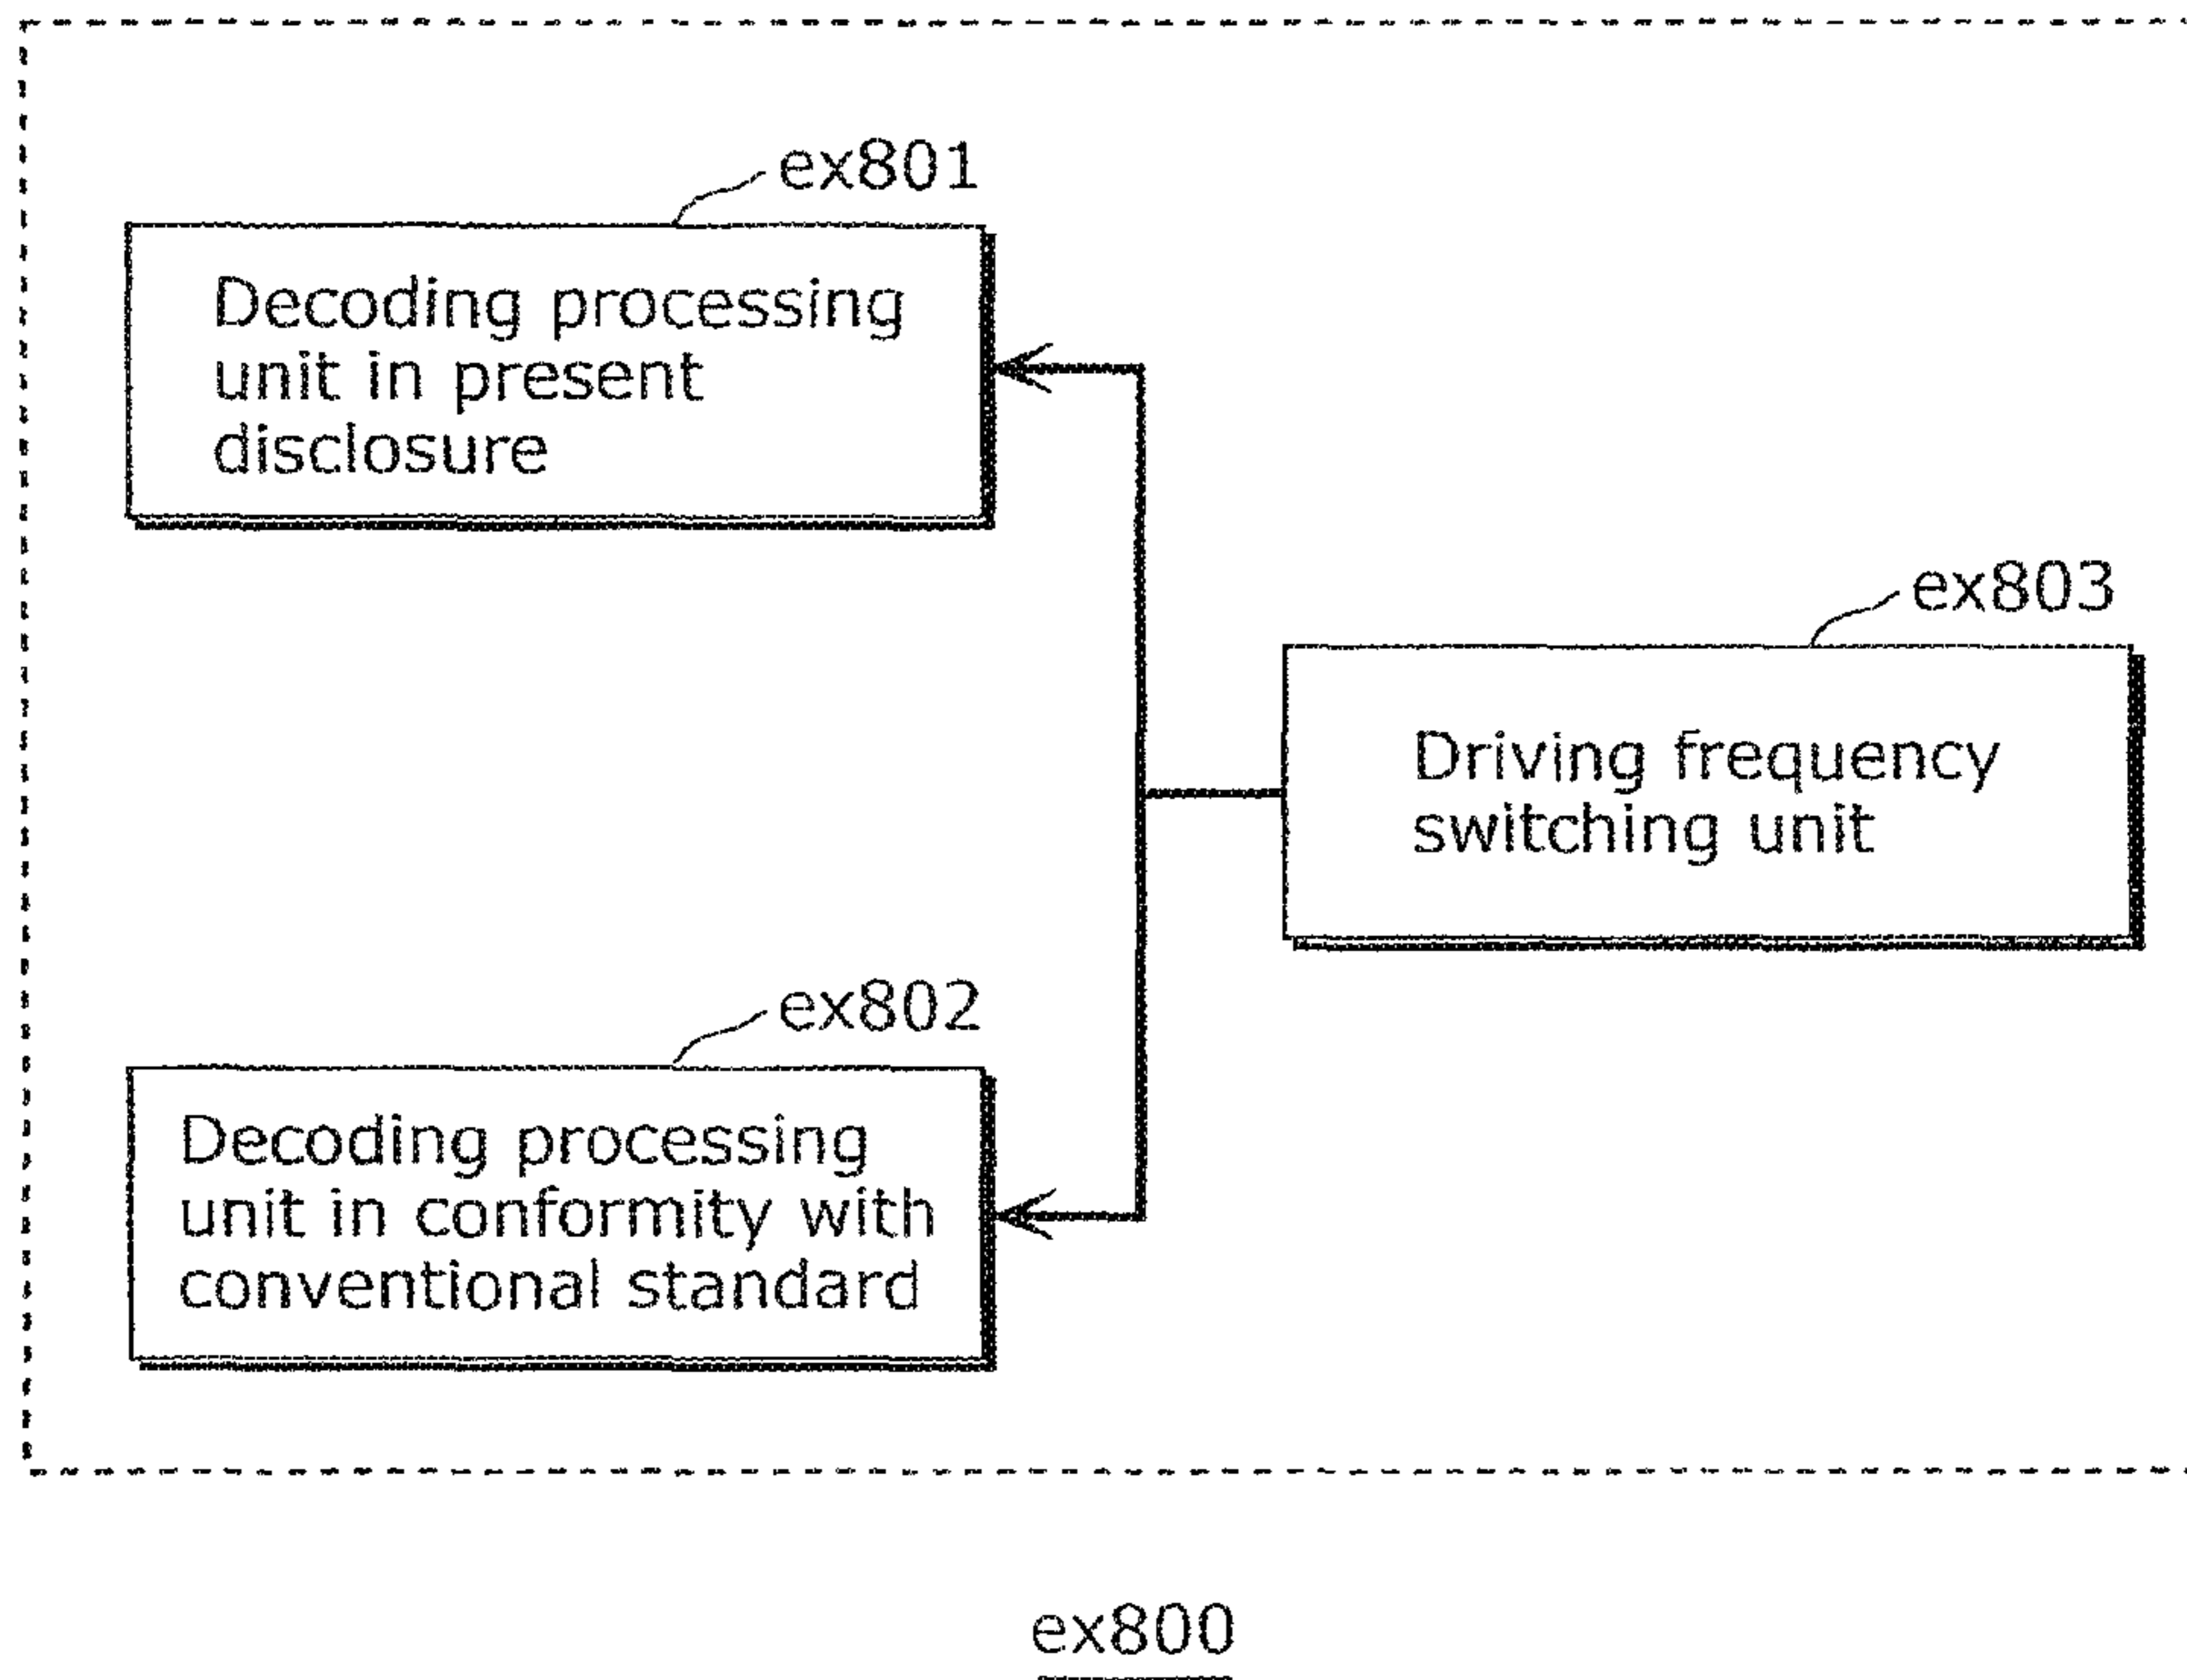 ex801
Decoding processing
unit in present
disclosure
ex803
Driving frequency
switching unit
ex802
Decoding processing
unit in conformity with
conventional standard
ex800